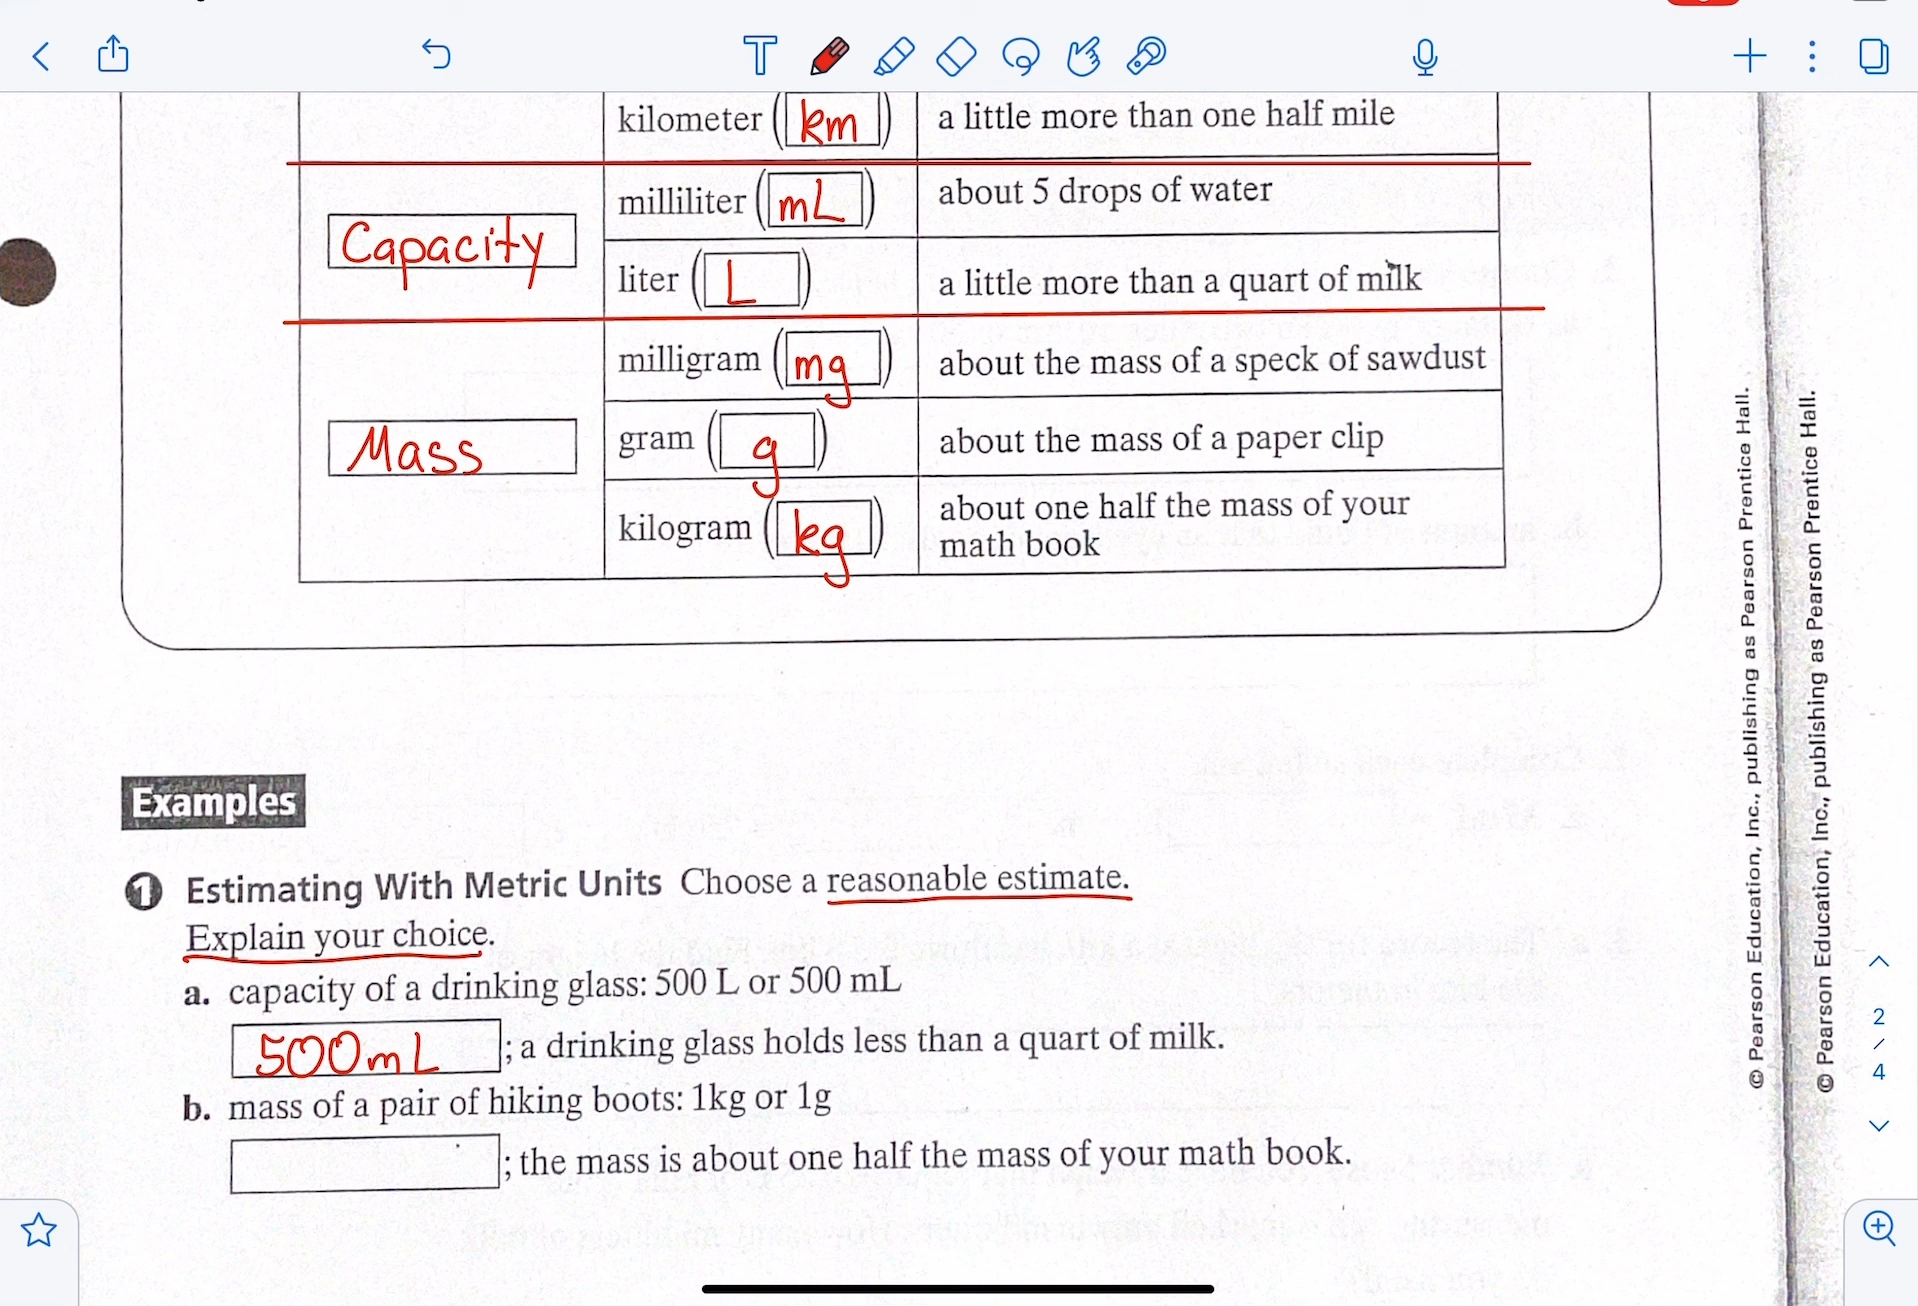 kilometer (km) a little more than one half mile
Capacity
milliliter (mL) about 5 drops of water
liter (L) a little more than a quart of milk
Mass
milligram (mg) about the mass of a speck of sawdust
gram (g) about the mass of a paper clip
kilogram (kg) about one half the mass of your
math book
Examples
1 Estimating With Metric Units Choose a reasonable estimate.
Explain your choice.
a. capacity of a drinking glass: 500 L or 500 mL
500mL ; a drinking glass holds less than a quart of milk.
b. mass of a pair of hiking boots: 1kg or 1g
; the mass is about one half the mass of your math book.
© Pearson Education, Inc., publishing as Pearson Prentice Hall.
© Pearson Education, Inc., publishing as Pearson Prentice Hall.
2
/
4